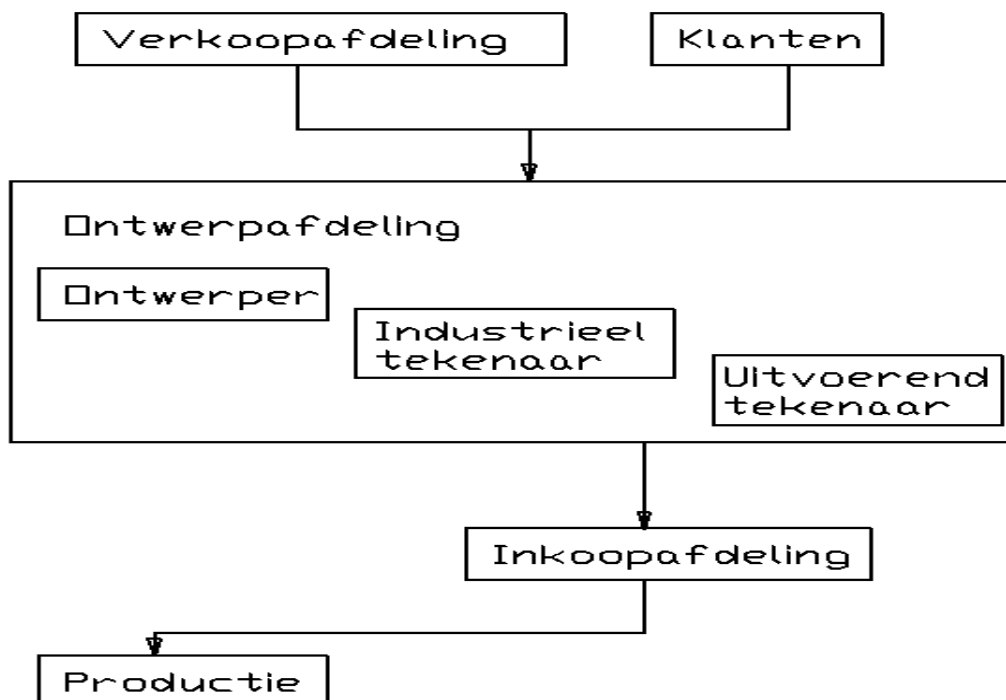 Verkoopafdeling
Klanten
Ontwerpafdeling
Ontwerper
Industrieel
tekenaar
Uitvoerend
tekenaar
Inkoopafdeling
Productie